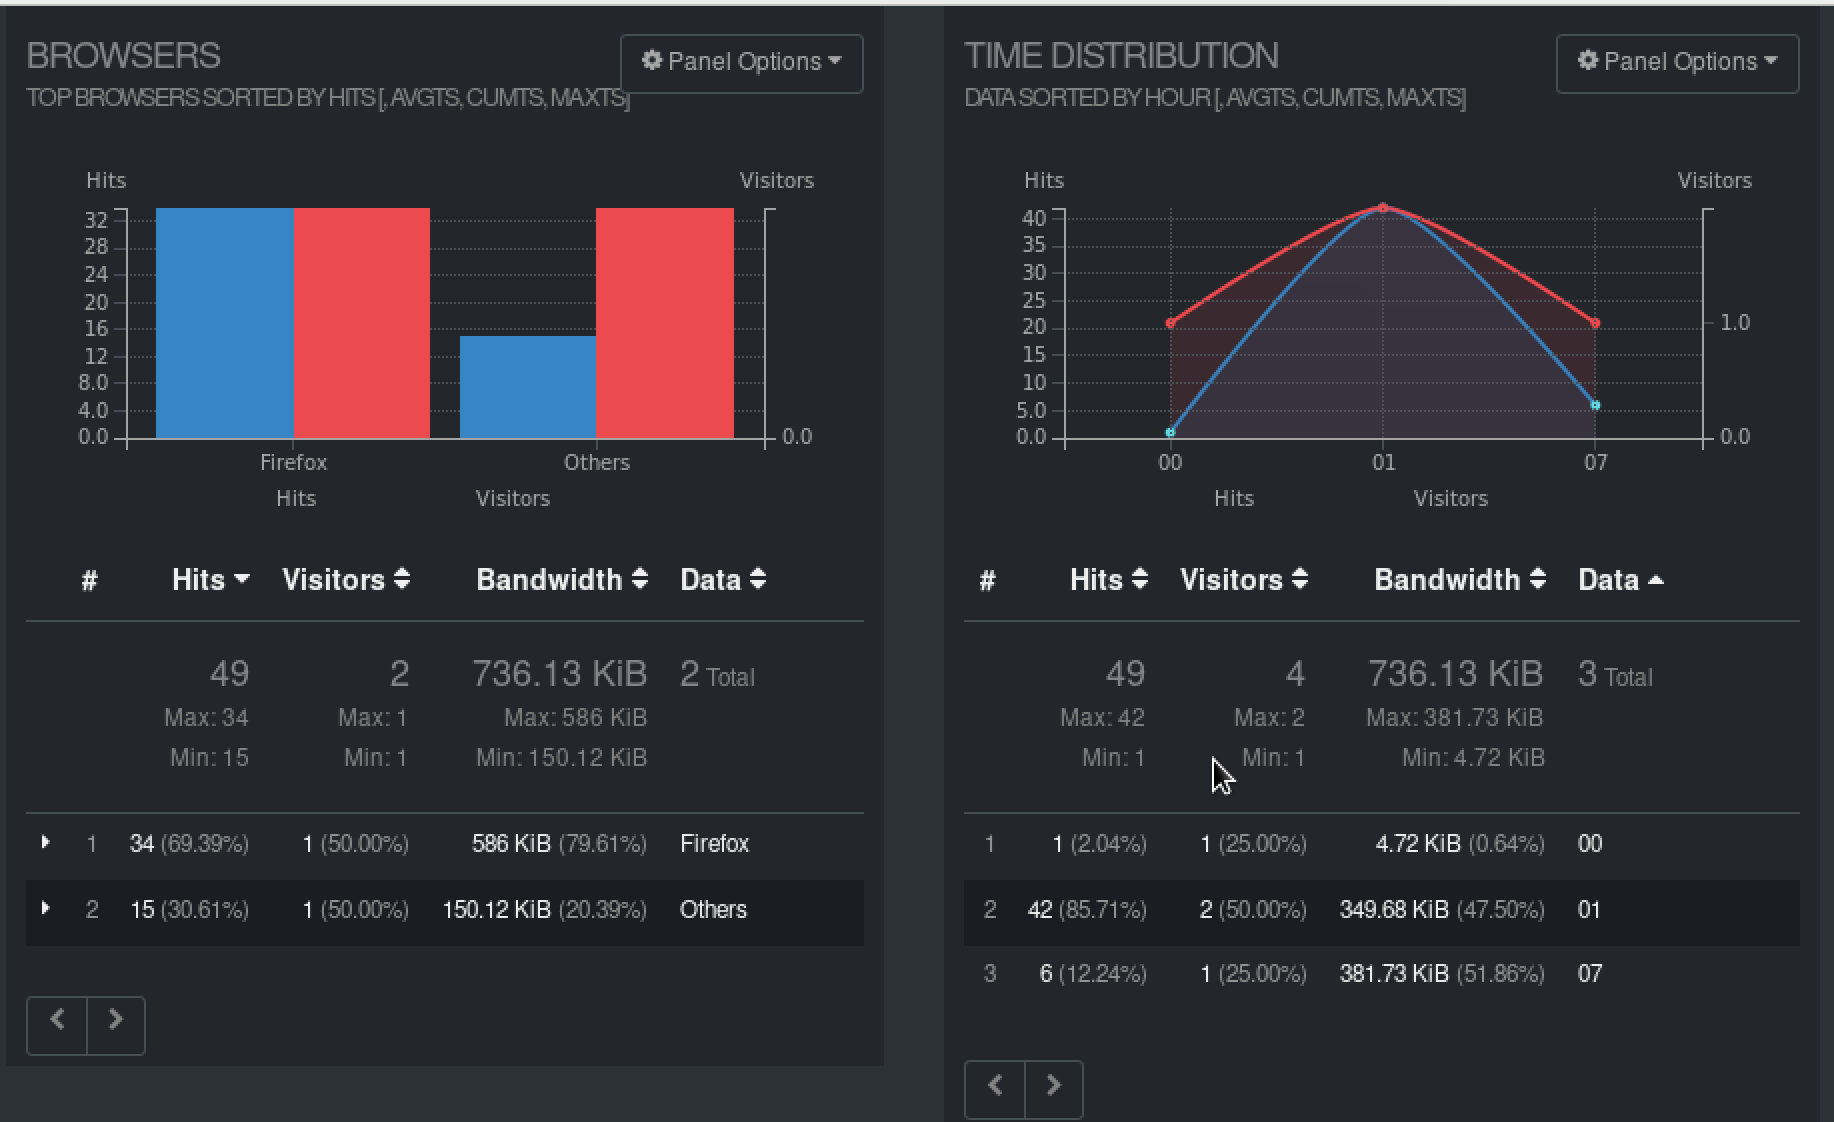 BROWSERS
Panel Options
TOP BROWSERS SORTED BY HITS [, AVGTS, CUMTS, MAXTS]
Hits
Visitors
32
28
24
20
16
12
8.0
4.0
0.0
0.0
Firefox
Others
Hits
Visitors
# Hits Visitors Bandwidth Data
49 2 736.13 KiB 2 Total
Max: 34 Max: 1 Max: 586 KiB
Min: 15 Min: 1 Min: 150.12 KiB
1 34 (69.39%) 1 (50.00%) 586 KiB (79.61%) Firefox
2 15 (30.61%) 1 (50.00%) 150.12 KiB (20.39%) Others
TIME DISTRIBUTION
Panel Options
DATA SORTED BY HOUR [, AVGTS, CUMTS, MAXTS]
Hits
Visitors
40
35
30
25
20
15
10
5.0
0.0
1.0
0.0
00
01
07
Hits
Visitors
# Hits Visitors Bandwidth Data
49 4 736.13 KiB 3 Total
Max: 42 Max: 2 Max: 381.73 KiB
Min: 1 Min: 1 Min: 4.72 KiB
1 1 (2.04%) 1 (25.00%) 4.72 KiB (0.64%) 00
2 42 (85.71%) 2 (50.00%) 349.68 KiB (47.50%) 01
3 6 (12.24%) 1 (25.00%) 381.73 KiB (51.86%) 07